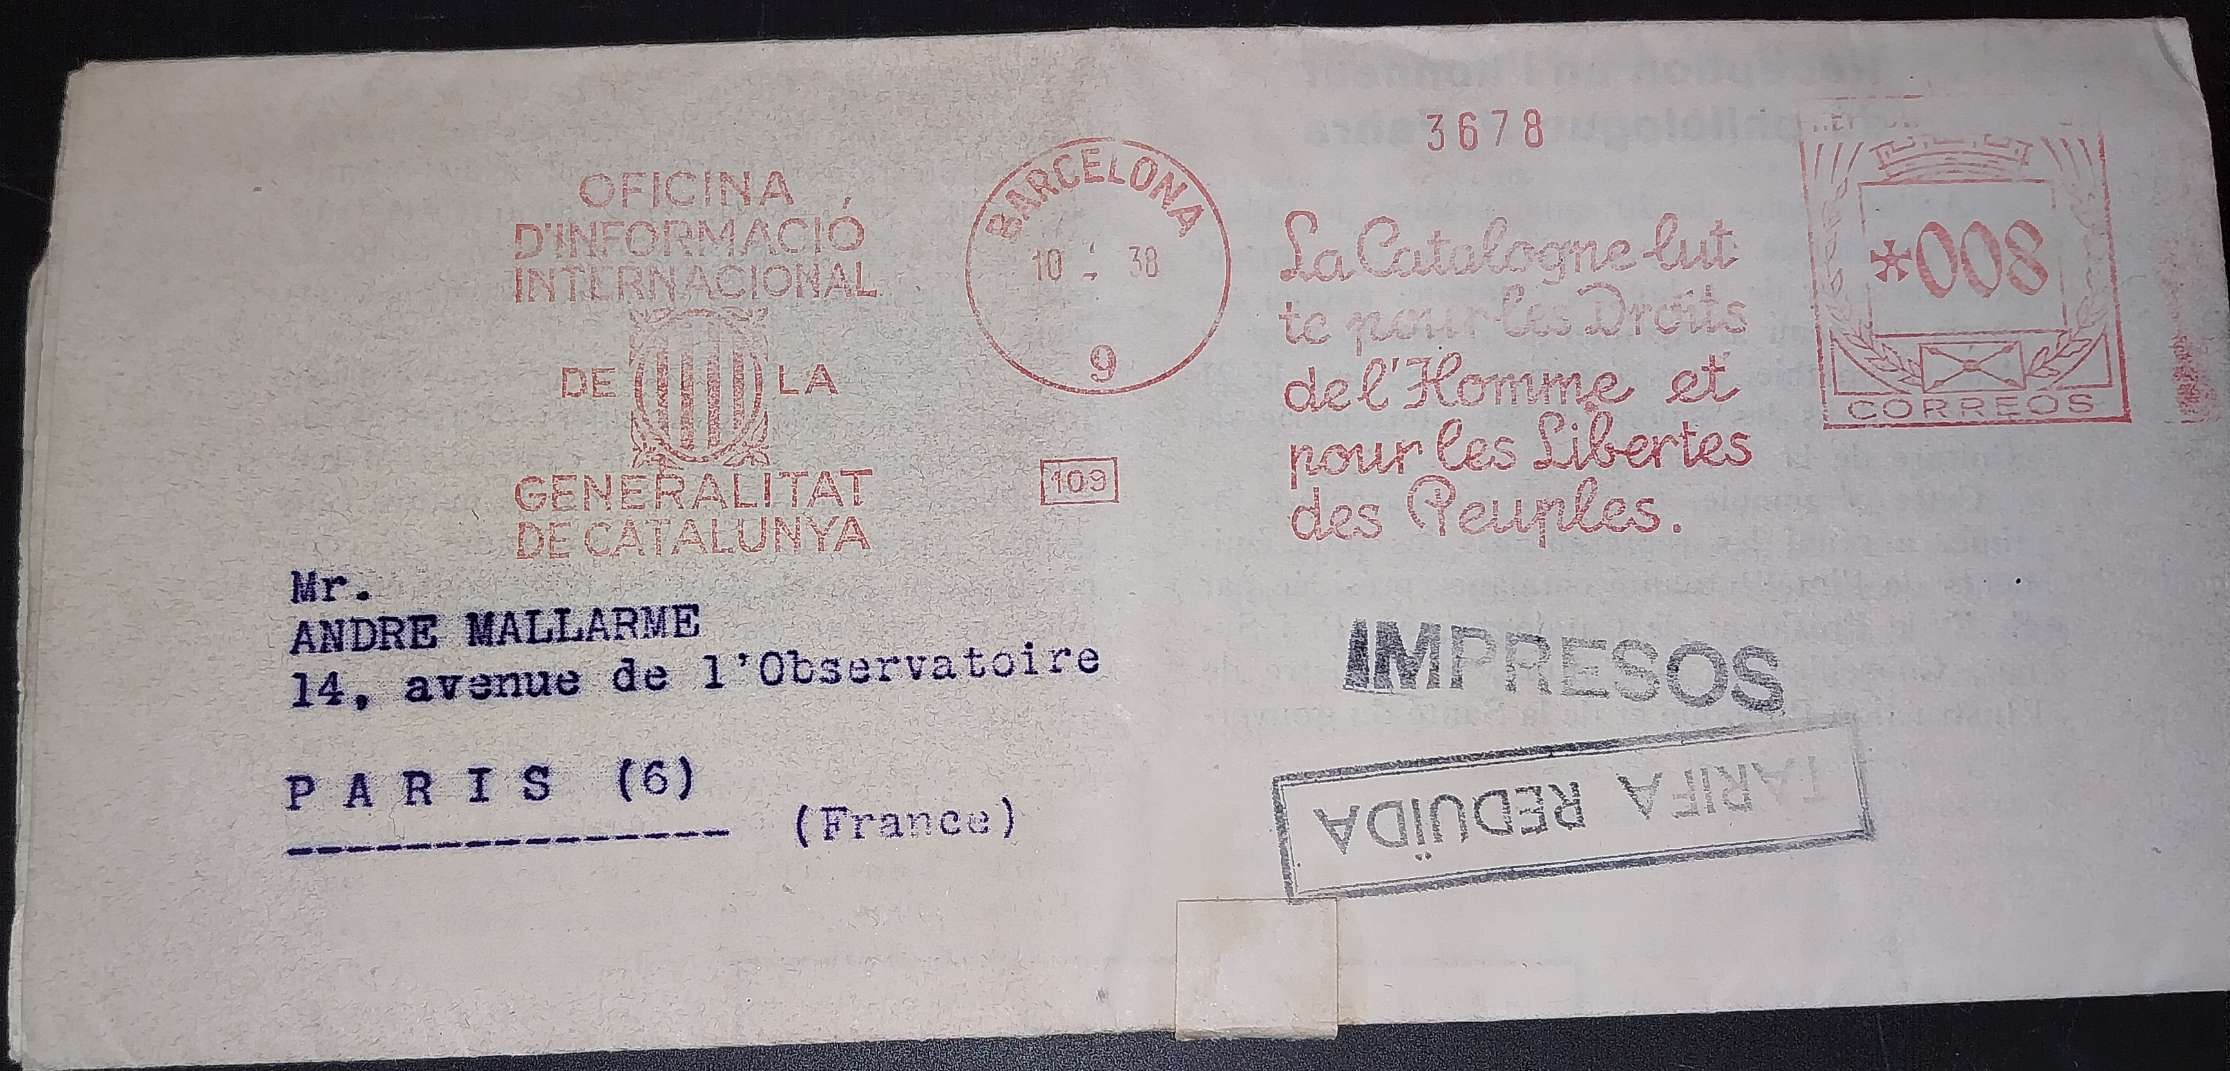 OFICINA
D'INFORMACIÓ
INTERNACIONAL
DE LA
GENERALITAT
DE CATALUNYA
BARCELONA
10 38
9
109
3678
La Catalogne lut
te pour les Droits
de l'Homme et
pour les Libertes
des Peuples.
*008
CORREOS
Mr.
ANDRE MALLARME
14, avenue de l'Observatoire
PARIS (6)
(France)
IMPRESOS
TARIFA REDUÏDA